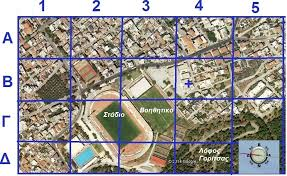 1 2 3 4 5
Α
Β
Γ
Δ
Στάδιο
Βοηθητικό
Λόφος
Γορίτσας